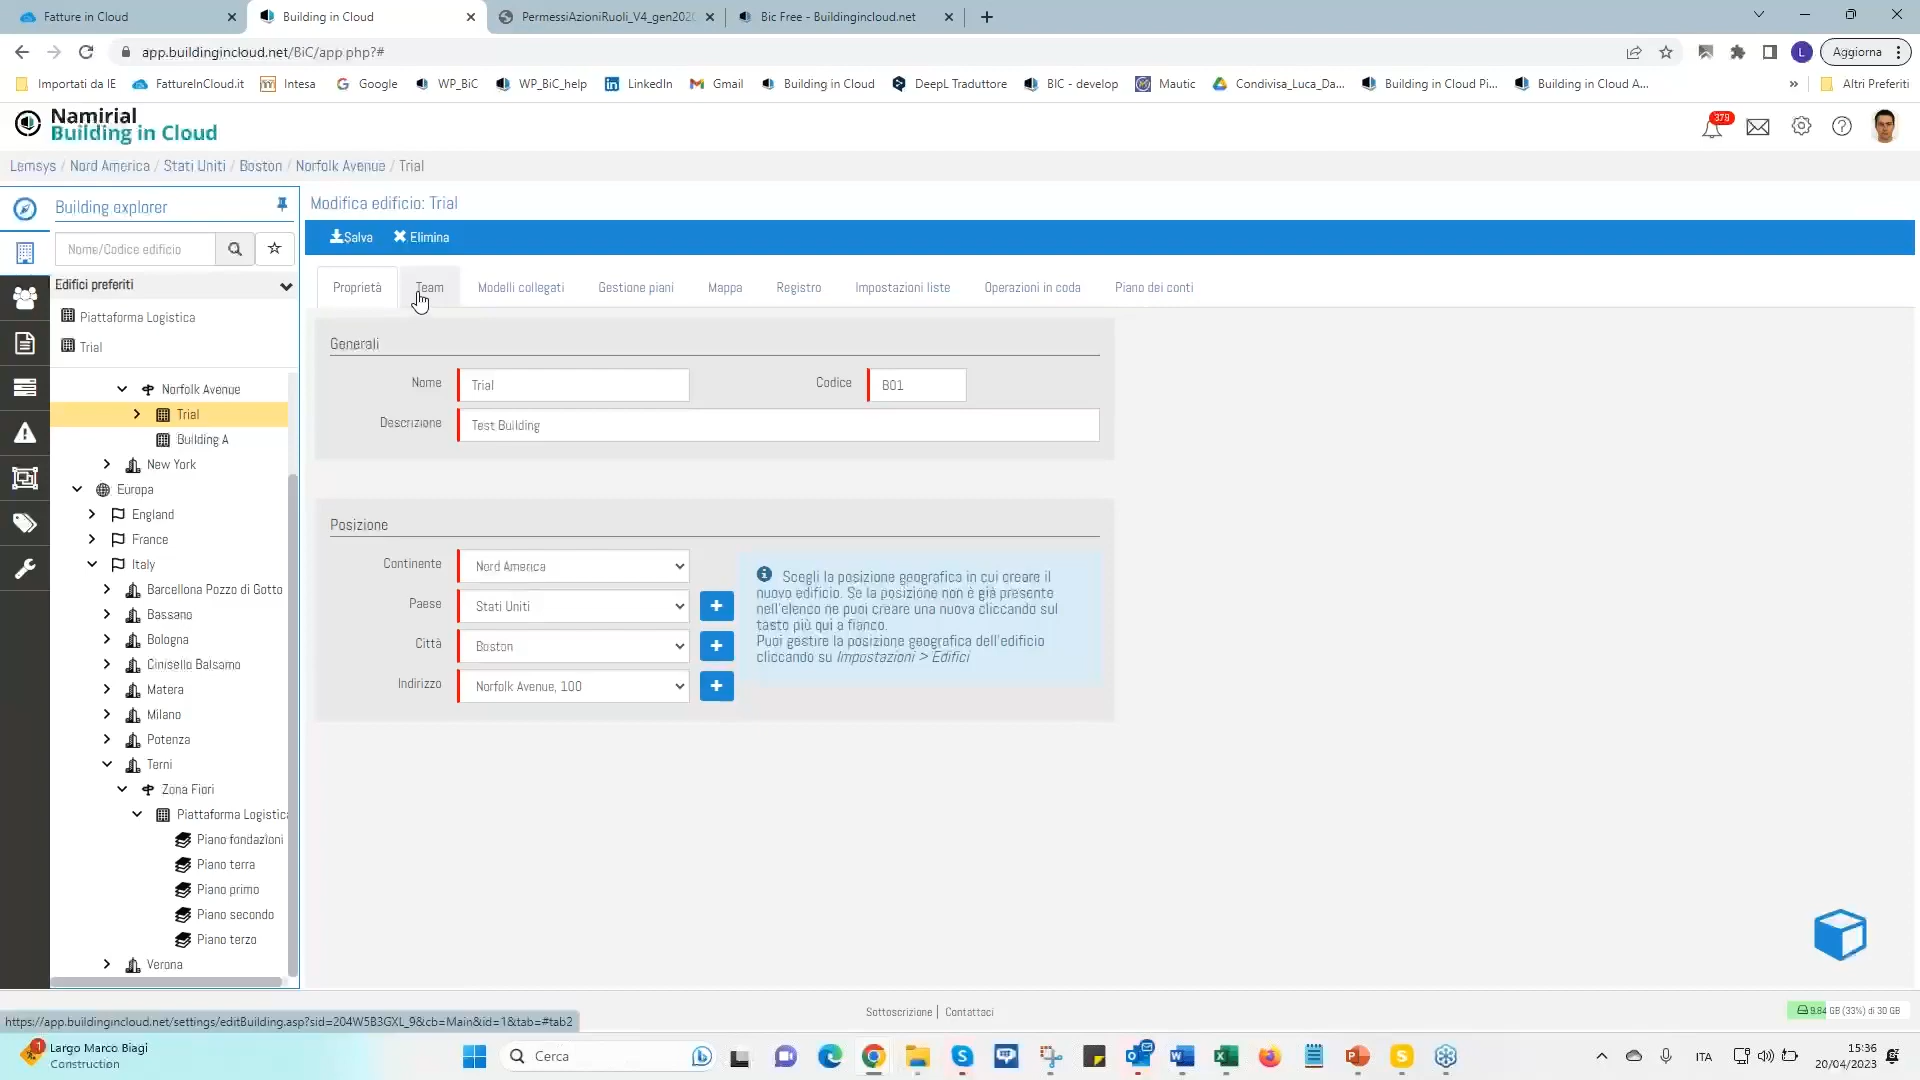 Fatture in Cloud
Building in Cloud
PermessiAzioniRuoli_V4_gen202
Bic Free - Buildingincloud.net
app.buildingincloud.net/BiC/app.php?#
Aggiorna
L
Importati da IE
FattureInCloud.it
Intesa
Google
WP_BiC
WP_BiC_help
LinkedIn
Gmail
Building in Cloud
DeepL Traduttore
BIC - develop
Mautic
Condivisa_Luca_Da...
Building in Cloud Pi...
Building in Cloud A...
»
Altri Preferiti
Namirial
Building in Cloud
379
Lemsys / Nord America / Stati Uniti / Boston / Norfolk Avenue / Trial
Building explorer
Nome/Codice edificio
Edifici preferiti
Piattaforma Logistica
Trial
Norfolk Avenue
Trial
Building A
New York
Europa
England
France
Italy
Barcellona Pozzo di Gotto
Bassano
Bologna
Cinisello Balsamo
Matera
Milano
Potenza
Terni
Zona Fiori
Piattaforma Logistica
Piano fondazioni
Piano terra
Piano primo
Piano secondo
Piano terzo
Verona
Modifica edificio: Trial
Salva
Elimina
Proprietà
Team
Modelli collegati
Gestione piani
Mappa
Registro
Impostazioni liste
Operazioni in coda
Piano dei conti
Generali
Nome
Trial
Codice
B01
Descrizione
Test Building
Posizione
Continente
Nord America
Paese
Stati Uniti
Città
Boston
Indirizzo
Norfolk Avenue, 100
Scegli la posizione geografica in cui creare il
nuovo edificio. Se la posizione non è già presente
nell'elenco ne puoi creare una nuova cliccando sul
tasto più qui a fianco.
Puoi gestire la posizione geografica dell'edificio
cliccando su Impostazioni > Edifici
Sottoscrizione | Contattaci
9.84 GB (33%) di 30 GB
https://app.buildingincloud.net/settings/editBuilding.asp?sid=204W5B3GXL_9&cb=Main&id=1&tab=#tab2
1
Largo Marco Biagi
Construction
Cerca
ITA
15:36
20/04/2023